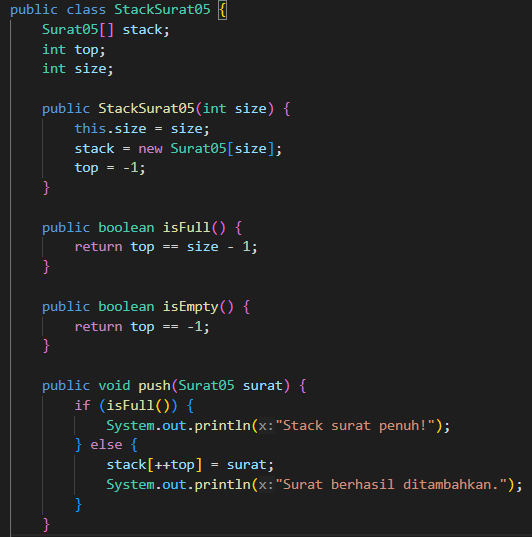 public class StackSurat05 {
    Surat05[] stack;
    int top;
    int size;

    public StackSurat05(int size) {
        this.size = size;
        stack = new Surat05[size];
        top = -1;
    }

    public boolean isFull() {
        return top == size - 1;
    }

    public boolean isEmpty() {
        return top == -1;
    }

    public void push(Surat05 surat) {
        if (isFull()) {
            System.out.println(x:"Stack surat penuh!");
        } else {
            stack[++top] = surat;
            System.out.println(x:"Surat berhasil ditambahkan.");
        }
    }